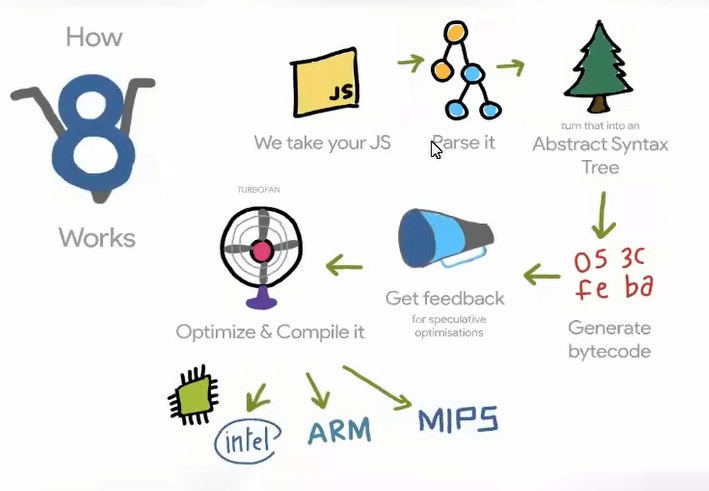 How
8
Works
JS
We take your JS
Parse it
turn that into an
Abstract Syntax
Tree
05 3C
fe ba
Generate
bytecode
Get feedback
for speculative
optimisations
TURBOFAN
Optimize & Compile it
intel
ARM
MIPS